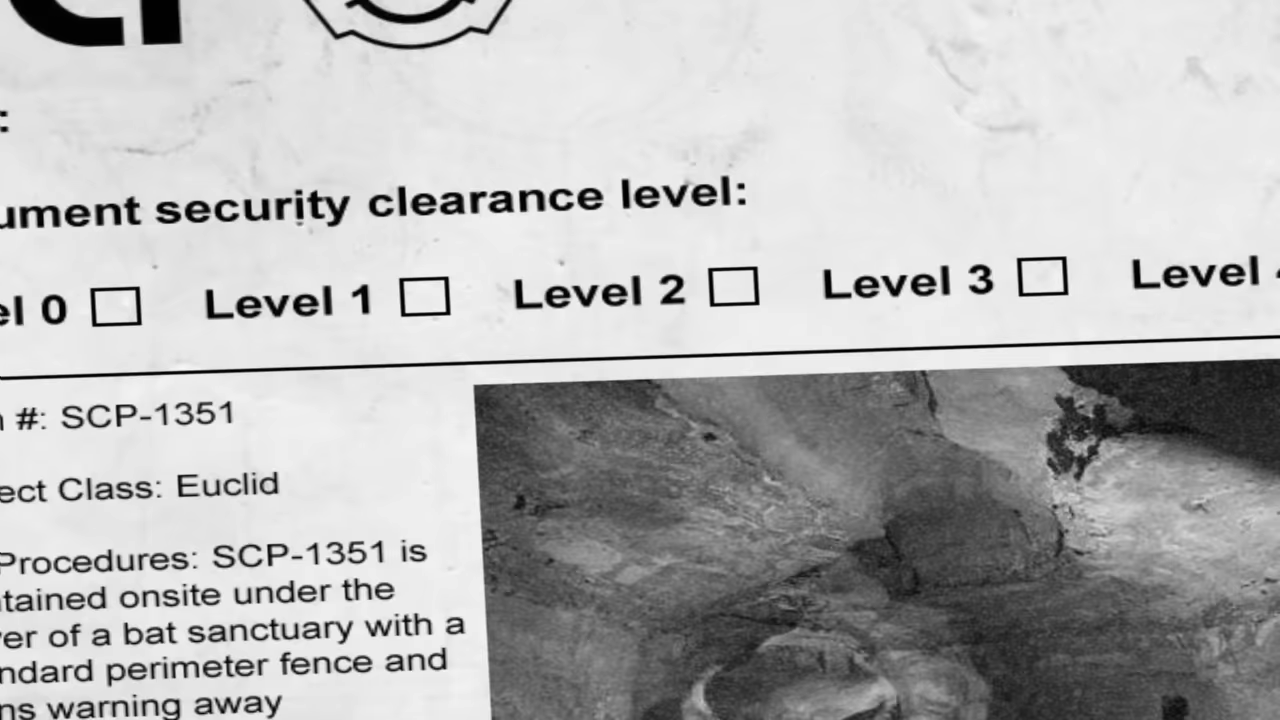 :
ument security clearance level:
el 0 Level 1 Level 2 Level 3 Level
#: SCP-1351
ect Class: Euclid
Procedures: SCP-1351 is
tained onsite under the
er of a bat sanctuary with a
ndard perimeter fence and
ns warning away